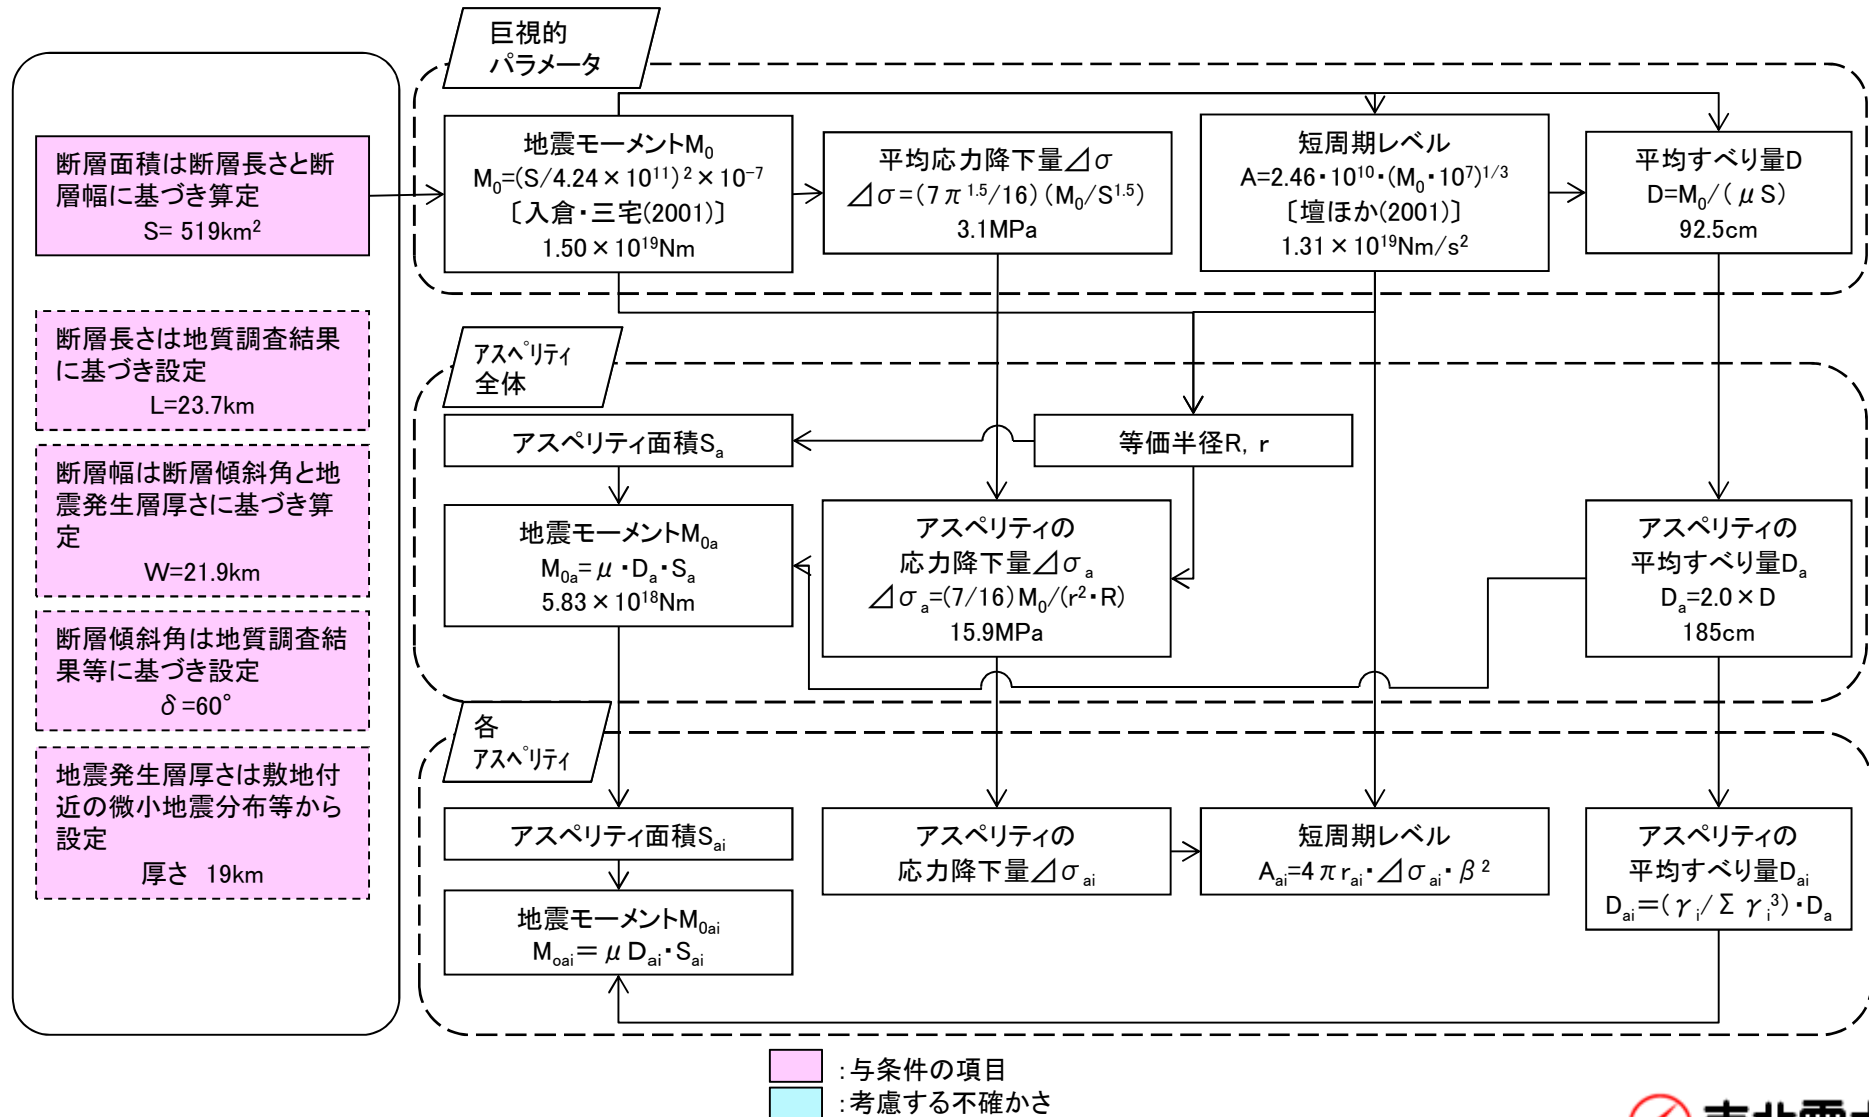 巨視的
パラメータ
断層面積は断層長さと断
層幅に基づき算定
S= 519km²
断層長さは地質調査結果
に基づき設定
L=23.7km
断層幅は断層傾斜角と地
震発生層厚さに基づき算
定
W=21.9km
断層傾斜角は地質調査結
果等に基づき設定
δ=60°
地震発生層厚さは敷地付
近の微小地震分布等から
設定
厚さ 19km
地震モーメントM₀
M₀=(S/4.24×10¹¹)²×10⁻⁷
〔入倉・三宅(2001)〕
1.50×10¹⁹Nm
平均応力降下量⊿σ
⊿σ=(7π^1.5/16)(M₀/S^1.5)
3.1MPa
短周期レベル
A=2.46・10¹⁰・(M₀・10⁷)^1/3
〔壇ほか(2001)〕
1.31×10¹⁹Nm/s²
平均すべり量D
D=M₀/(μS)
92.5cm
アスペリティ
全体
アスペリティ面積Sₐ
等価半径R, r
地震モーメントM₀ₐ
M₀ₐ=μ・Dₐ・Sₐ
5.83×10¹⁸Nm
アスペリティの
応力降下量⊿σₐ
⊿σₐ=(7/16)M₀/(r²・R)
15.9MPa
アスペリティの
平均すべり量Dₐ
Dₐ=2.0×D
185cm
各
アスペリティ
アスペリティ面積Sₐᵢ
地震モーメントM₀ₐᵢ
Mₒₐᵢ=μDₐᵢ・Sₐᵢ
アスペリティの
応力降下量⊿σₐᵢ
短周期レベル
Aₐᵢ=4πrₐᵢ・⊿σₐᵢ・β²
アスペリティの
平均すべり量Dₐᵢ
Dₐᵢ=(γᵢ/Σγᵢ³)・Dₐ
:与条件の項目
:考慮する不確かさ